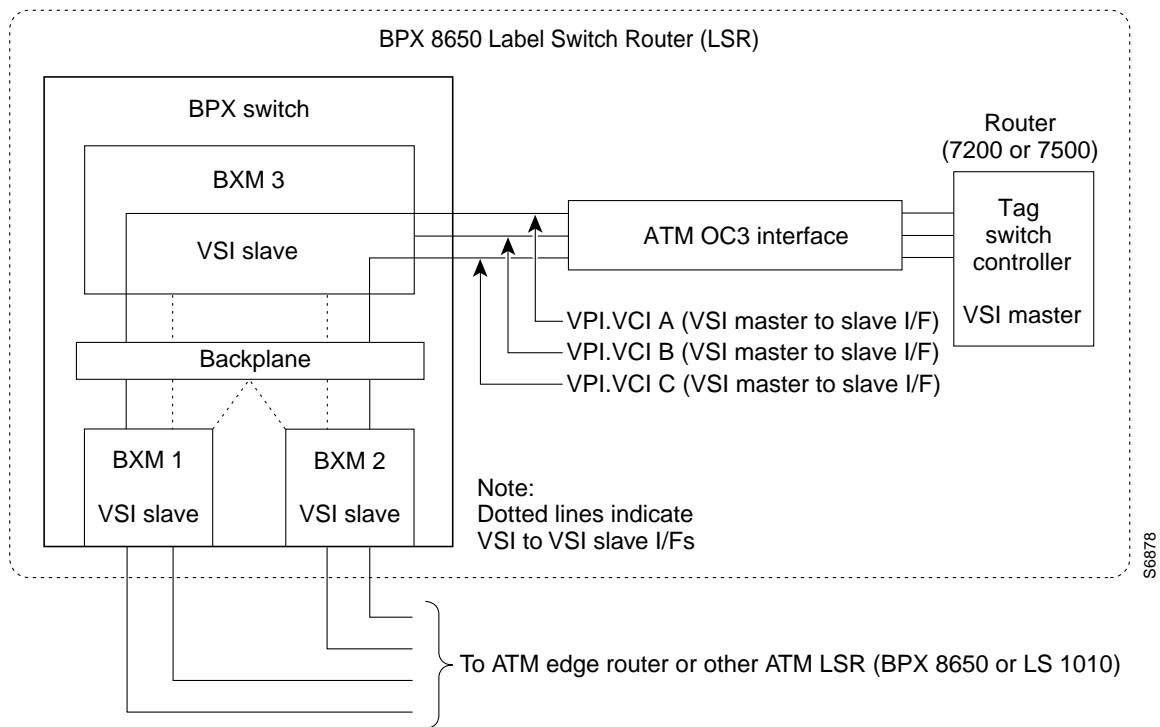 BPX 8650 Label Switch Router (LSR)
BPX switch
BXM 3
VSI slave
Backplane
BXM 1
VSI slave
BXM 2
VSI slave
ATM OC3 interface
Router
(7200 or 7500)
Tag
switch
controller
VSI master
VPI.VCI A (VSI master to slave I/F)
VPI.VCI B (VSI master to slave I/F)
VPI.VCI C (VSI master to slave I/F)
Note:
Dotted lines indicate
VSI to VSI slave I/Fs
To ATM edge router or other ATM LSR (BPX 8650 or LS 1010)
S6878